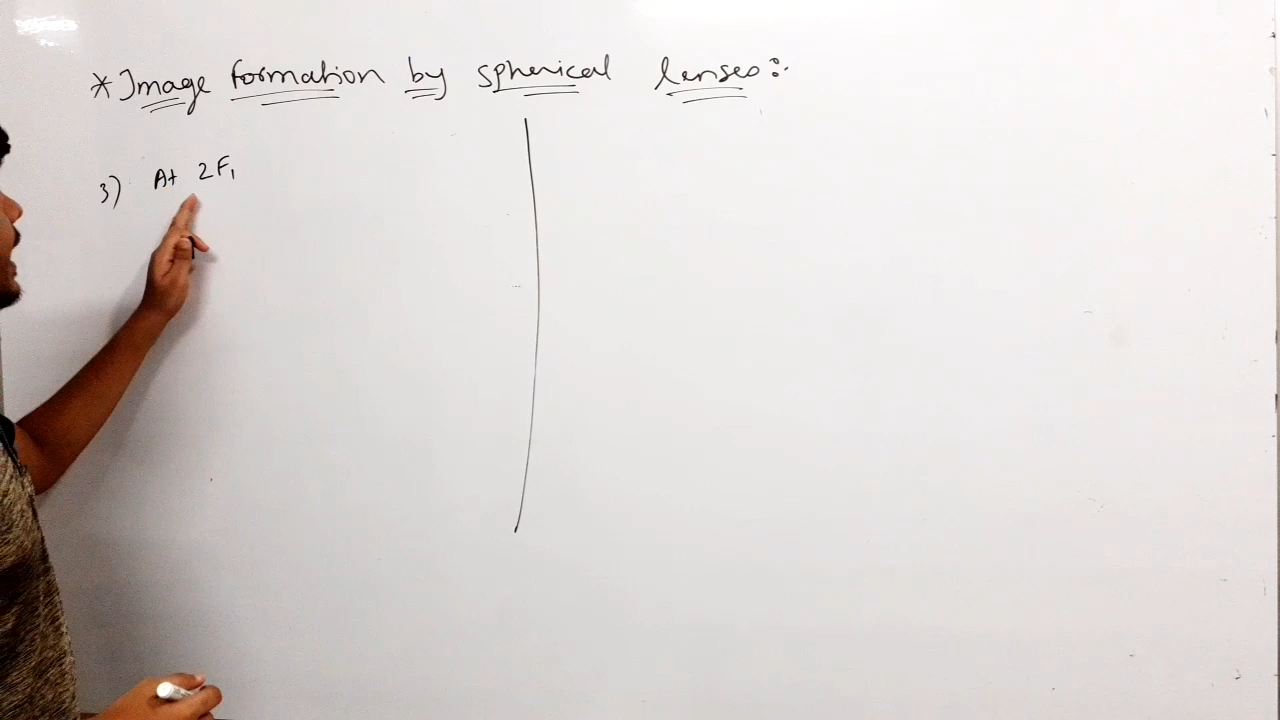 * Image formation by spherical lenses :-
3) At 2F₁